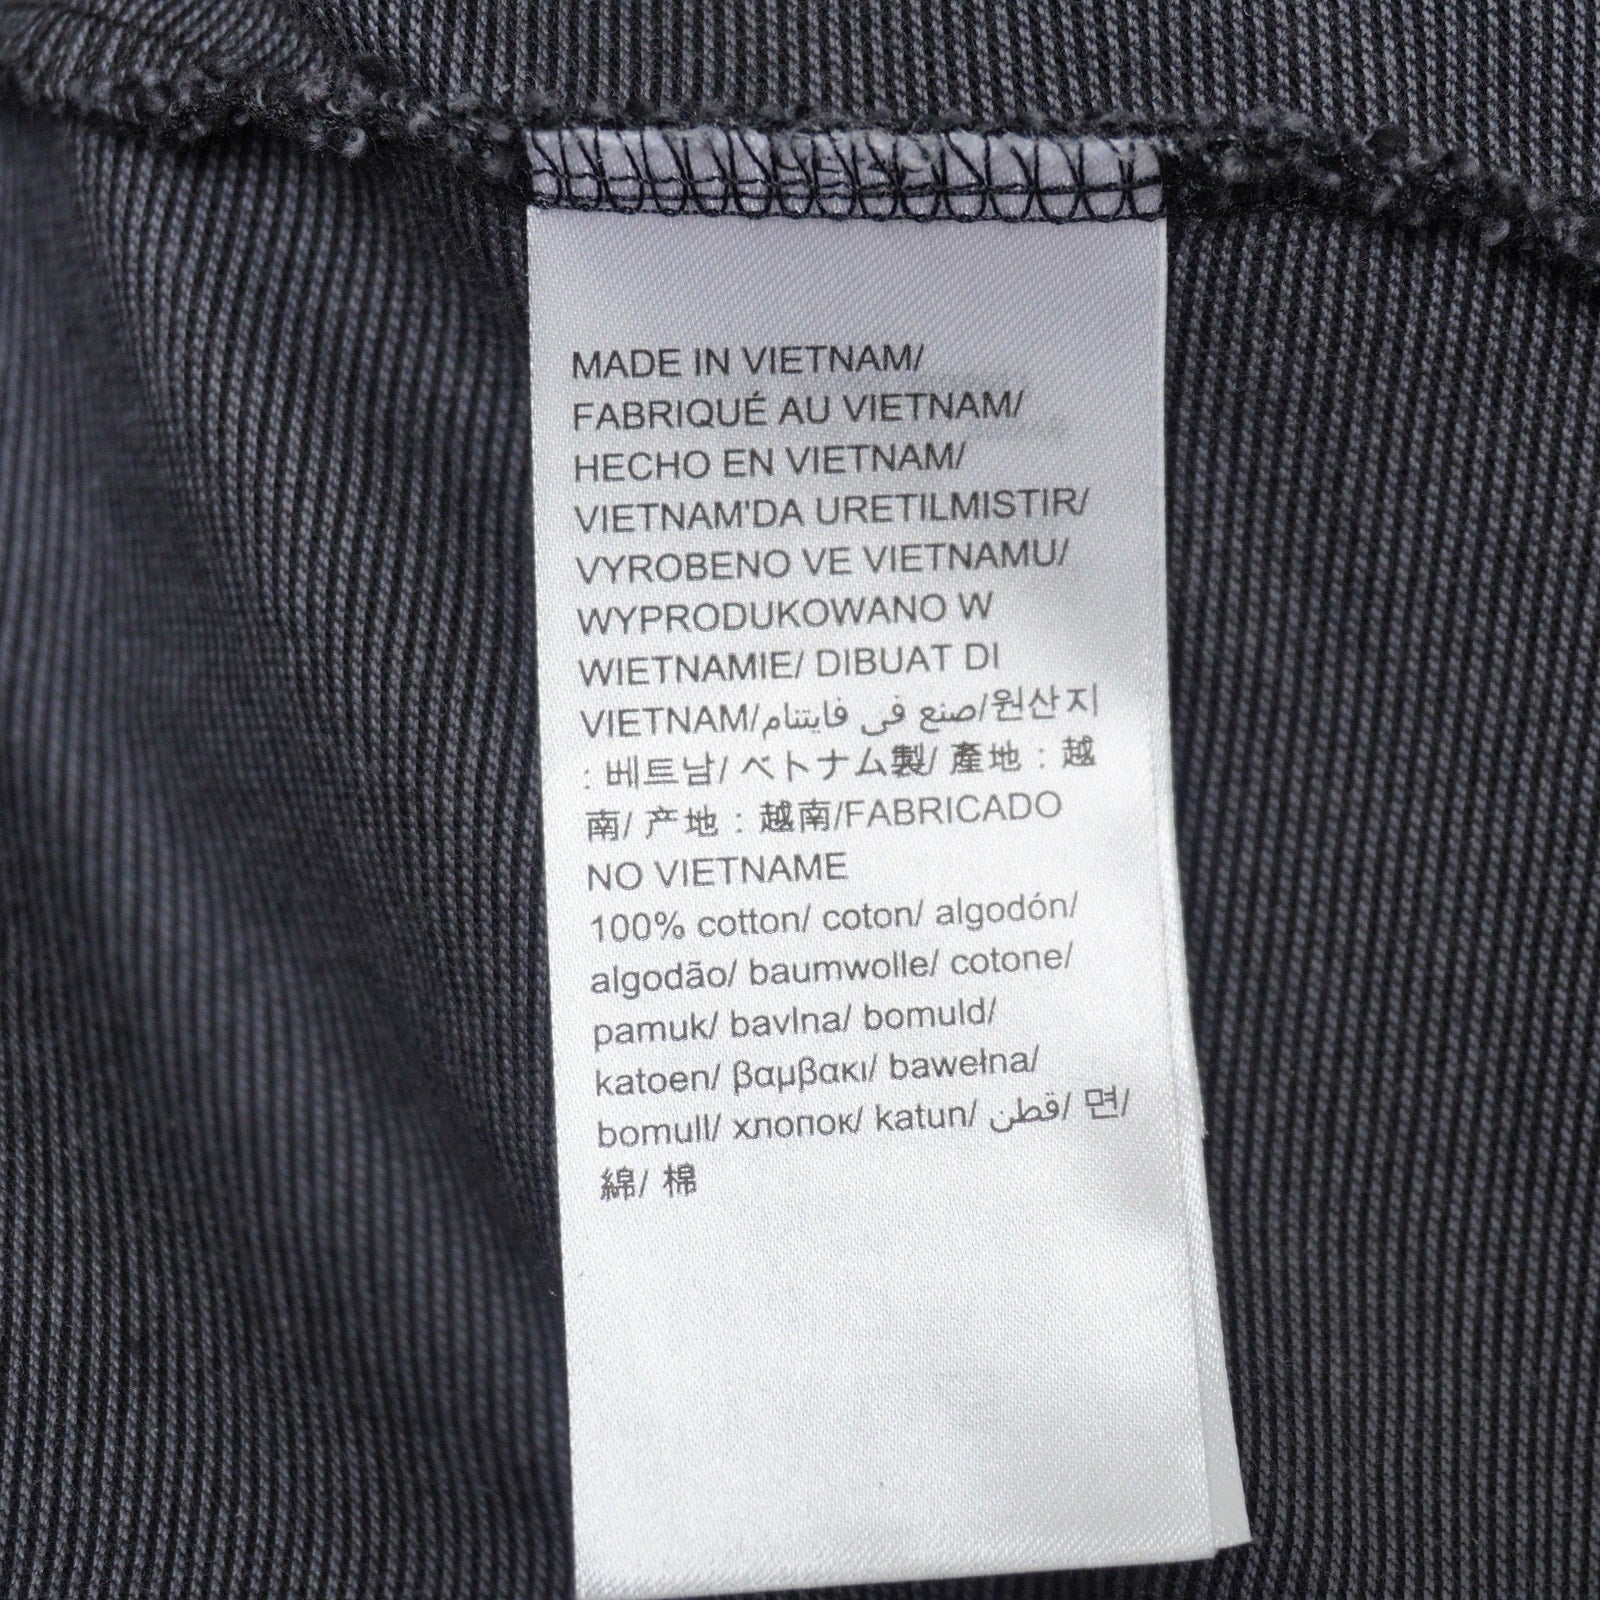 MADE IN VIETNAM/
FABRIQUÉ AU VIETNAM/
HECHO EN VIETNAM/
VIETNAM'DA URETILMISTIR/
VYROBENO VE VIETNAMU/
WYPRODUKOWANO W
WIETNAMIE/ DIBUAT DI
VIETNAM/صنع في فايتنام/원산지
: 베트남/ ベトナム製/ 產地 : 越
南/ 产地 : 越南/FABRICADO
NO VIETNAME
100% cotton/ coton/ algodón/
algodão/ baumwolle/ cotone/
pamuk/ bavlna/ bomuld/
katoen/ βαμβακι/ bawełna/
bomull/ хлопок/ katun/ قطن/ 면/
綿/ 棉